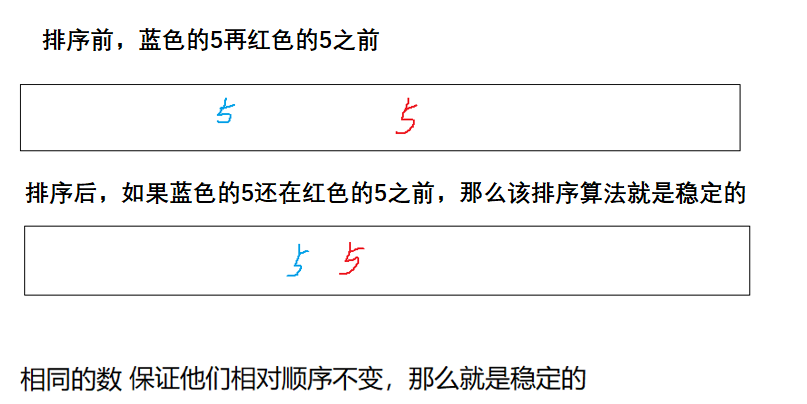 排序前，蓝色的5再红色的5之前
5 5
排序后，如果蓝色的5还在红色的5之前，那么该排序算法就是稳定的
5 5
相同的数 保证他们相对顺序不变，那么就是稳定的